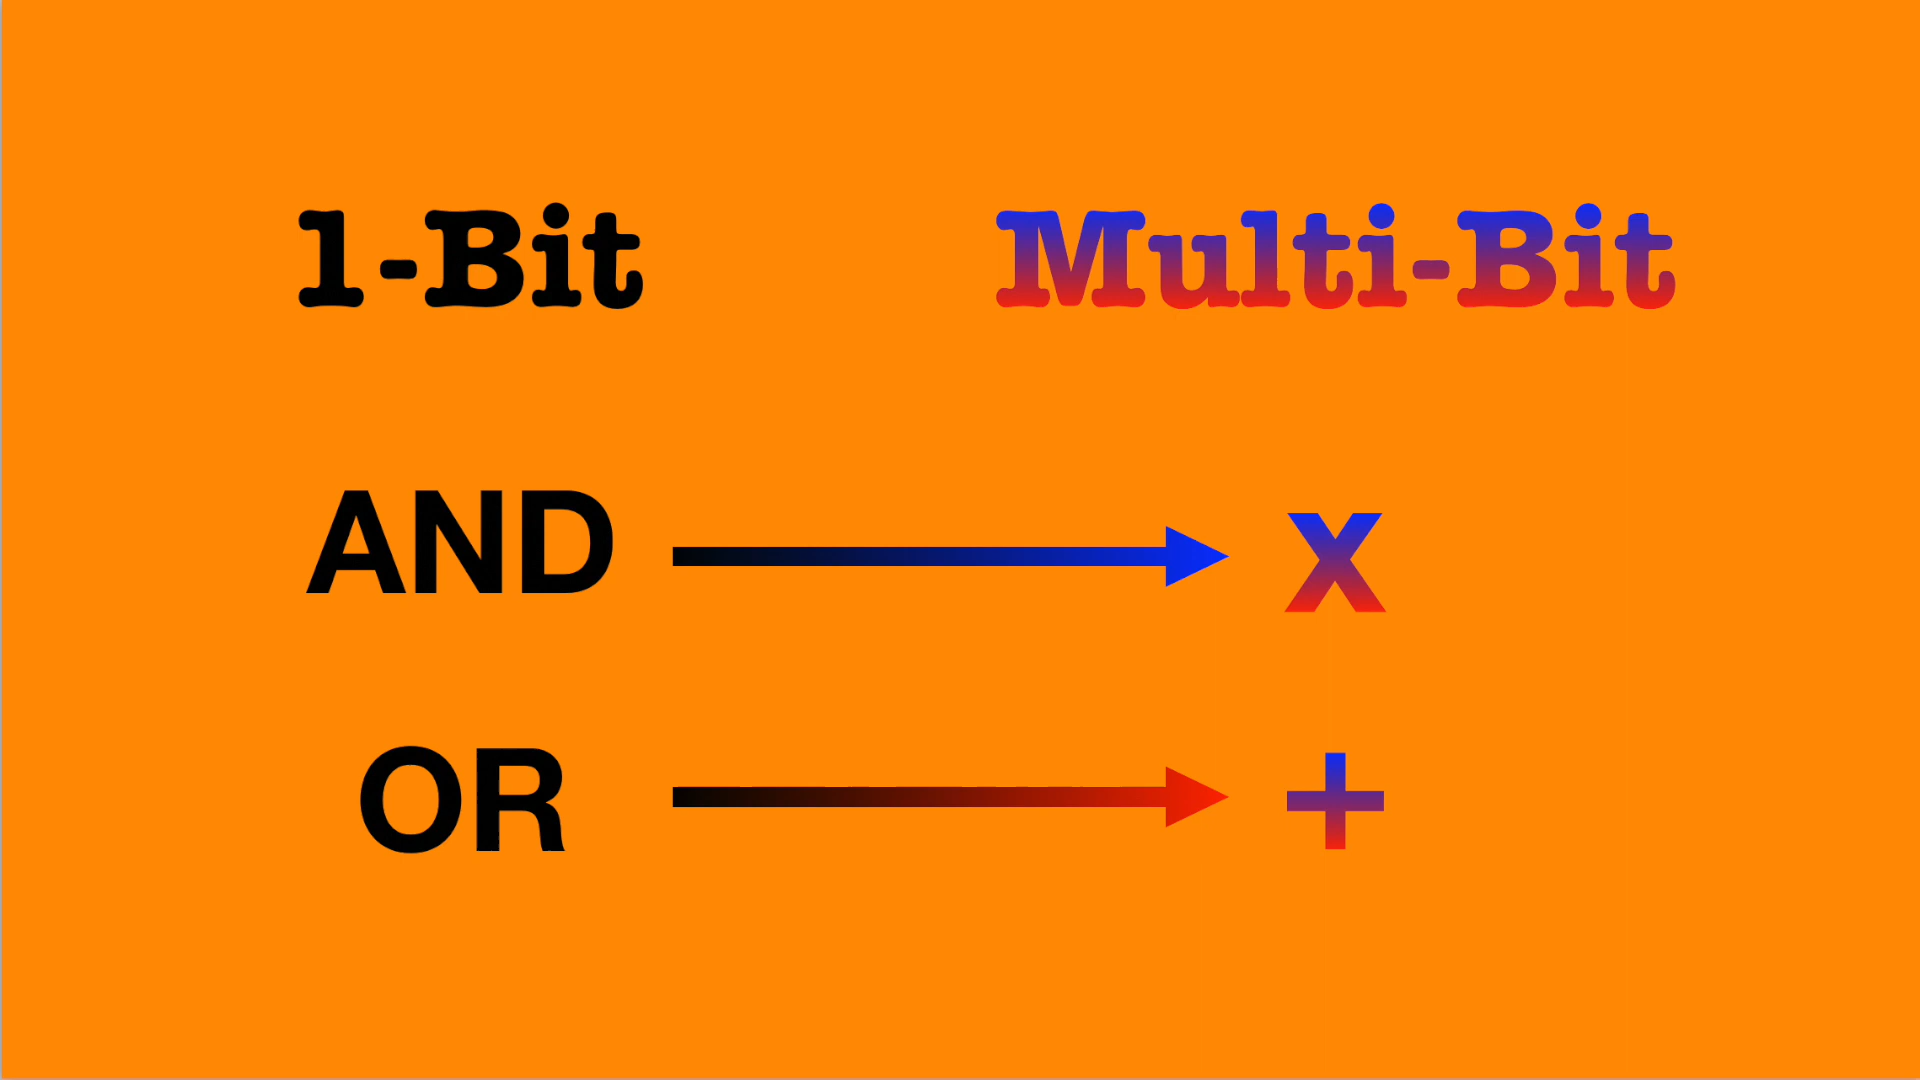 1-Bit Multi-Bit
AND x
OR +